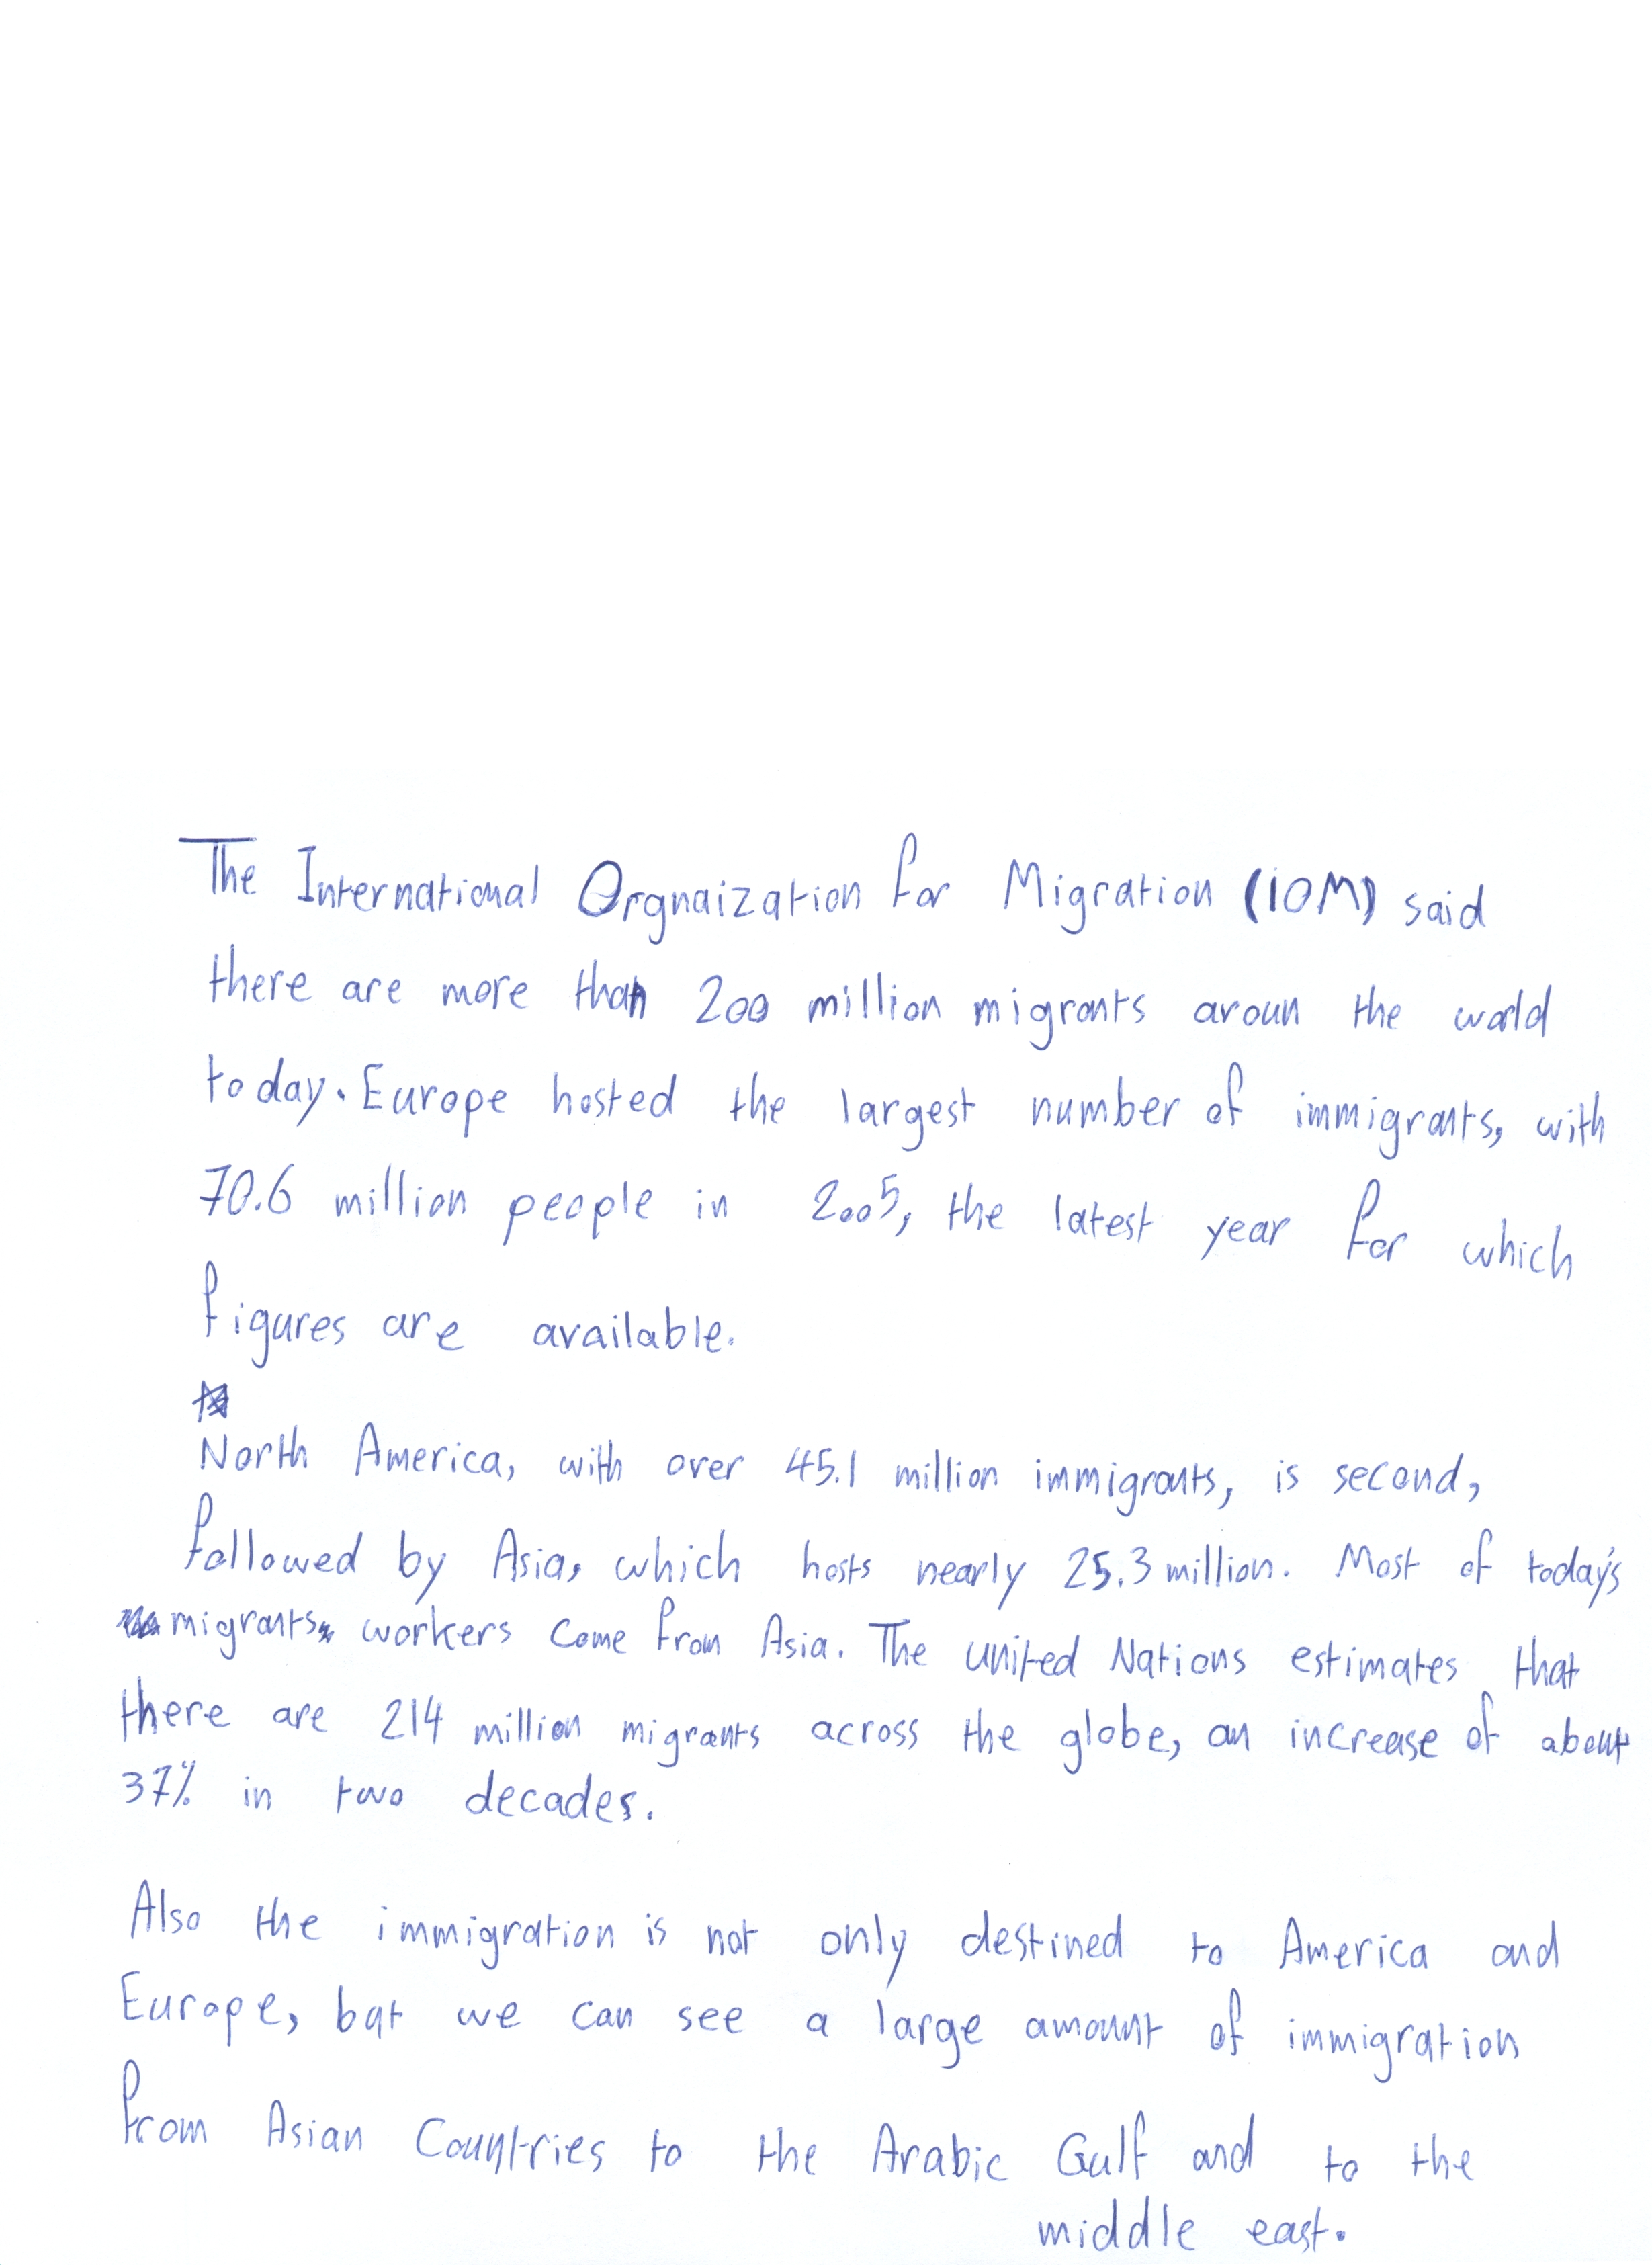 The International Orgnaization for Migration (IOM) said
there are more than 200 million migrants aroun the world
today. Europe hosted the largest number of immigrants, with
70.6 million people in 2005, the latest year for which
figures are available.
North America, with over 45.1 million immigrants, is second,
followed by Asia, which hosts nearly 25.3 million. Most of today's
migrants workers come from Asia. The united Nations estimates that
there are 214 million migrants across the globe, an increase of about
37% in two decades.
Also the immigration is not only destined to America and
Europe, but we can see a large amount of immigration
from Asian Countries to the Arabic Gulf and to the
middle east.